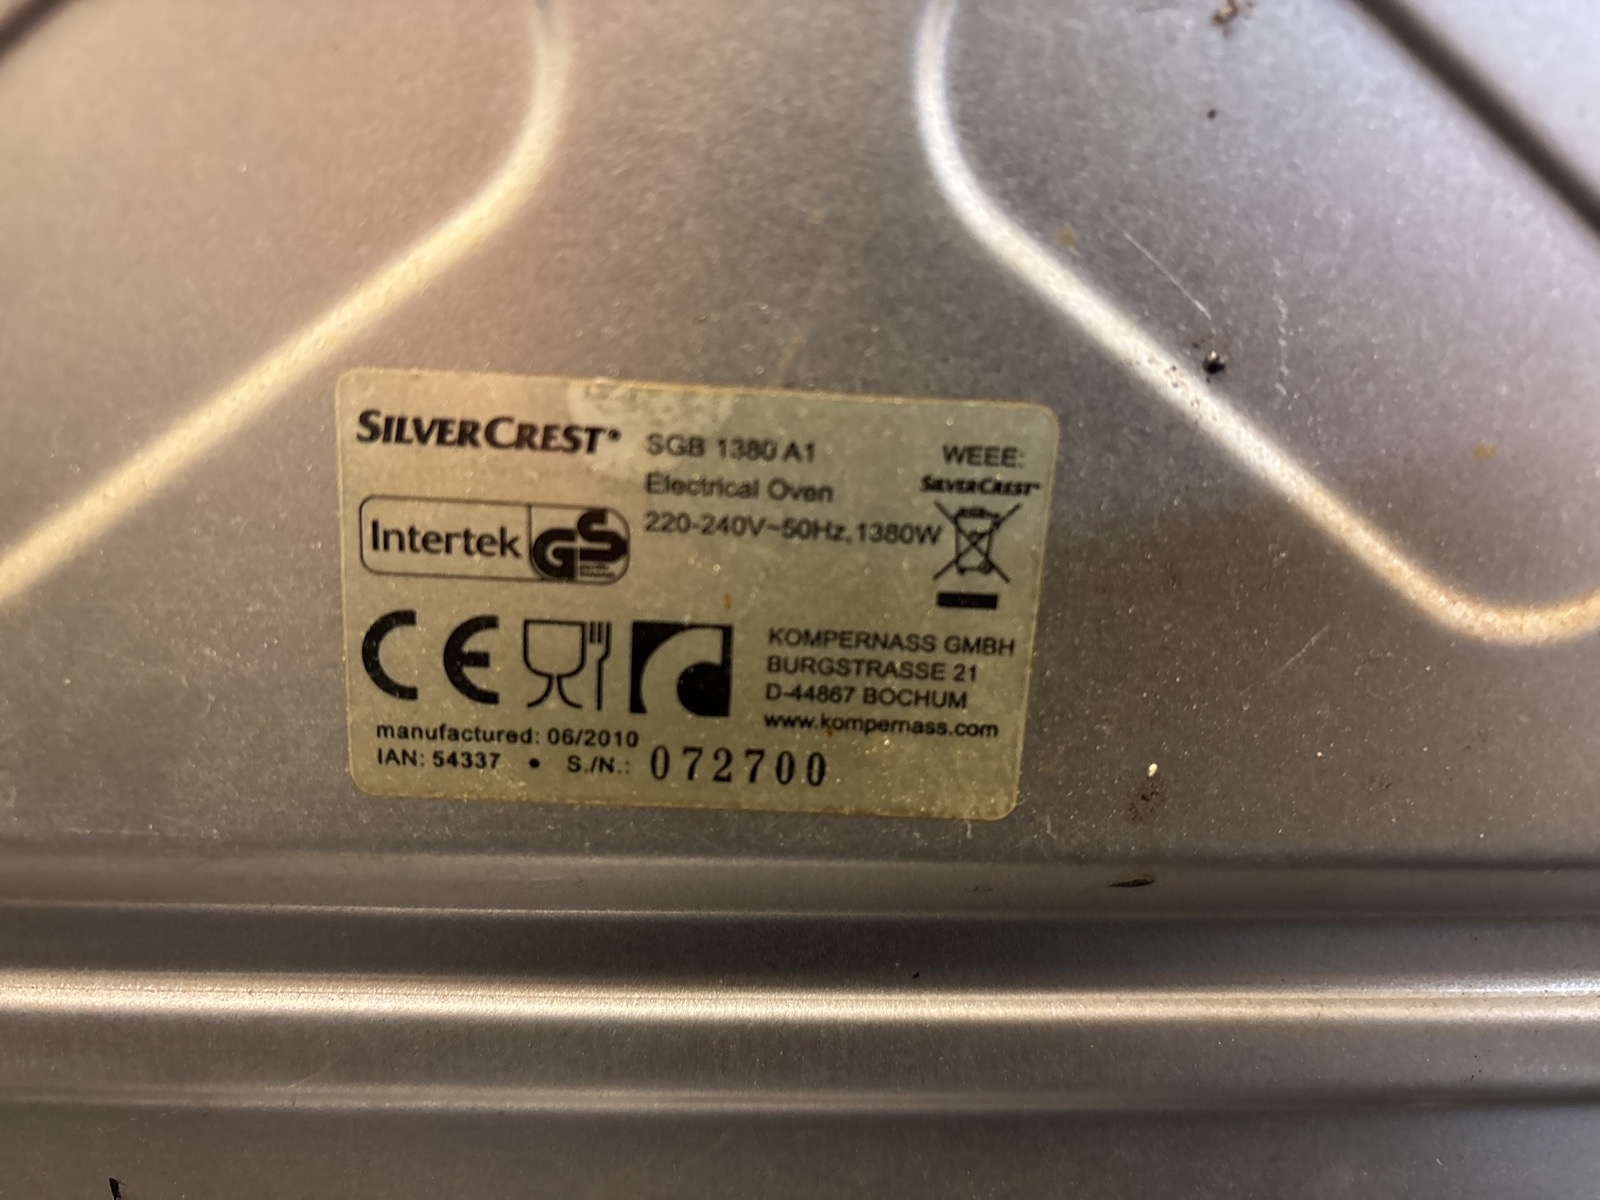 SILVERCREST®
SGB 1380 A1
Electrical Oven
220-240V~50Hz, 1380W
WEEE:
SILVERCREST
Intertek GS
CE
KOMPERNASS GMBH
BURGSTRASSE 21
D-44867 BOCHUM
www.kompernass.com
manufactured: 06/2010
IAN: 54337 • S./N.: 072700